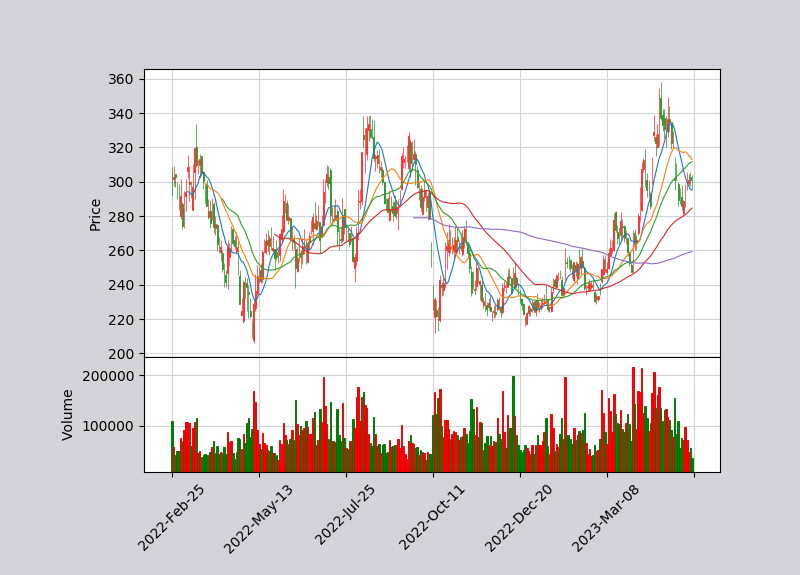 360
340
320
300
280
260
240
220
200
Price
200000
100000
Volume
2022-Feb-25
2022-May-13
2022-Jul-25
2022-Oct-11
2022-Dec-20
2023-Mar-08